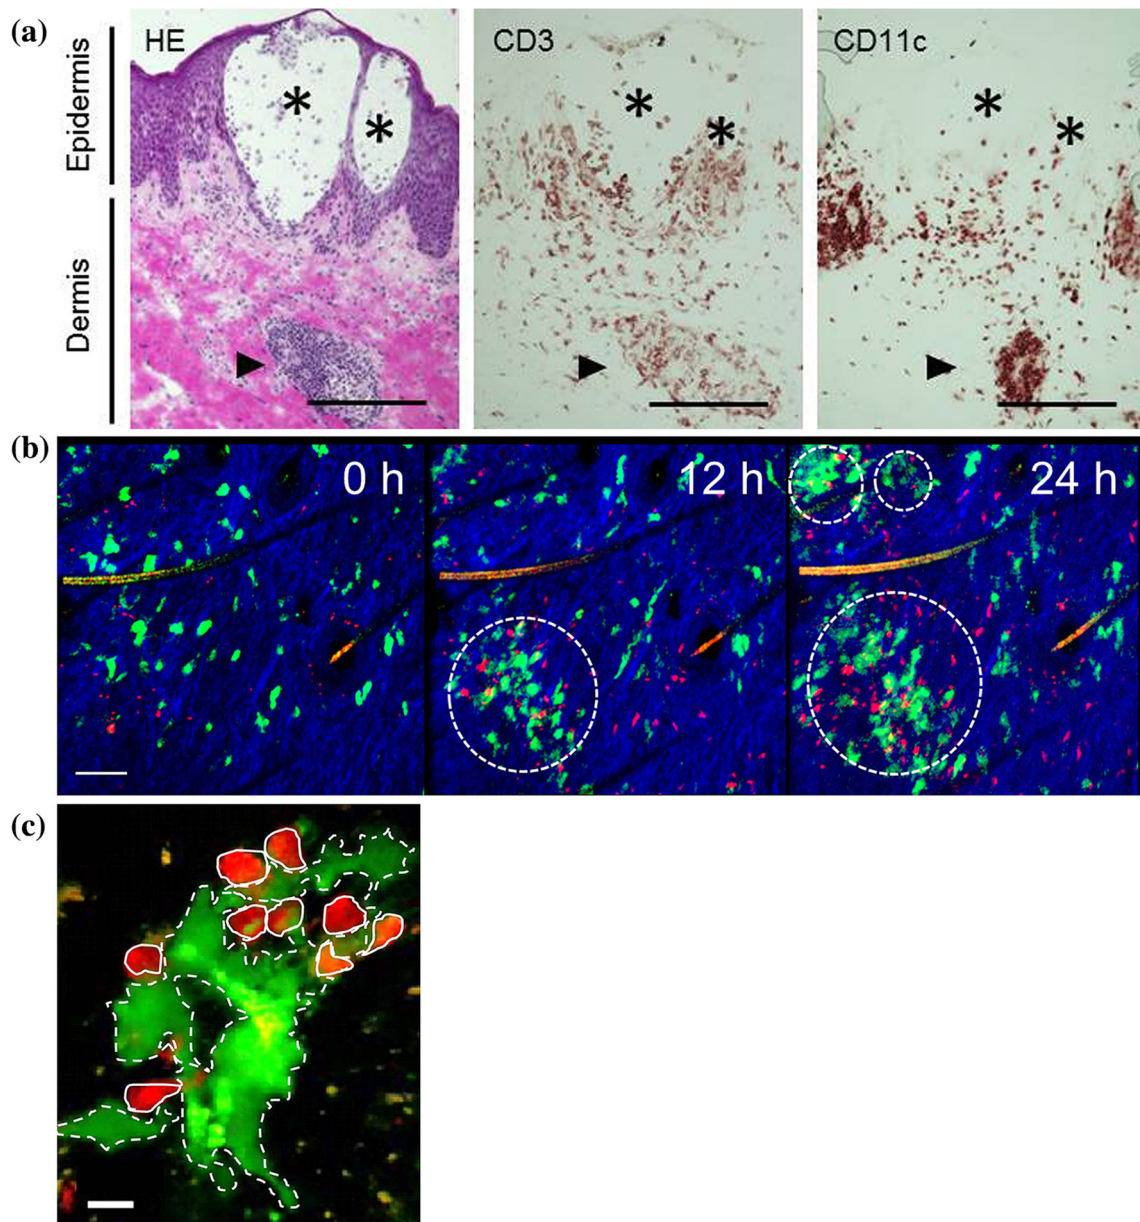 (a)
Epidermis
Dermis
HE
*
*
CD3
*
*
CD11c
*
*
(b)
0 h
12 h
24 h
(c)